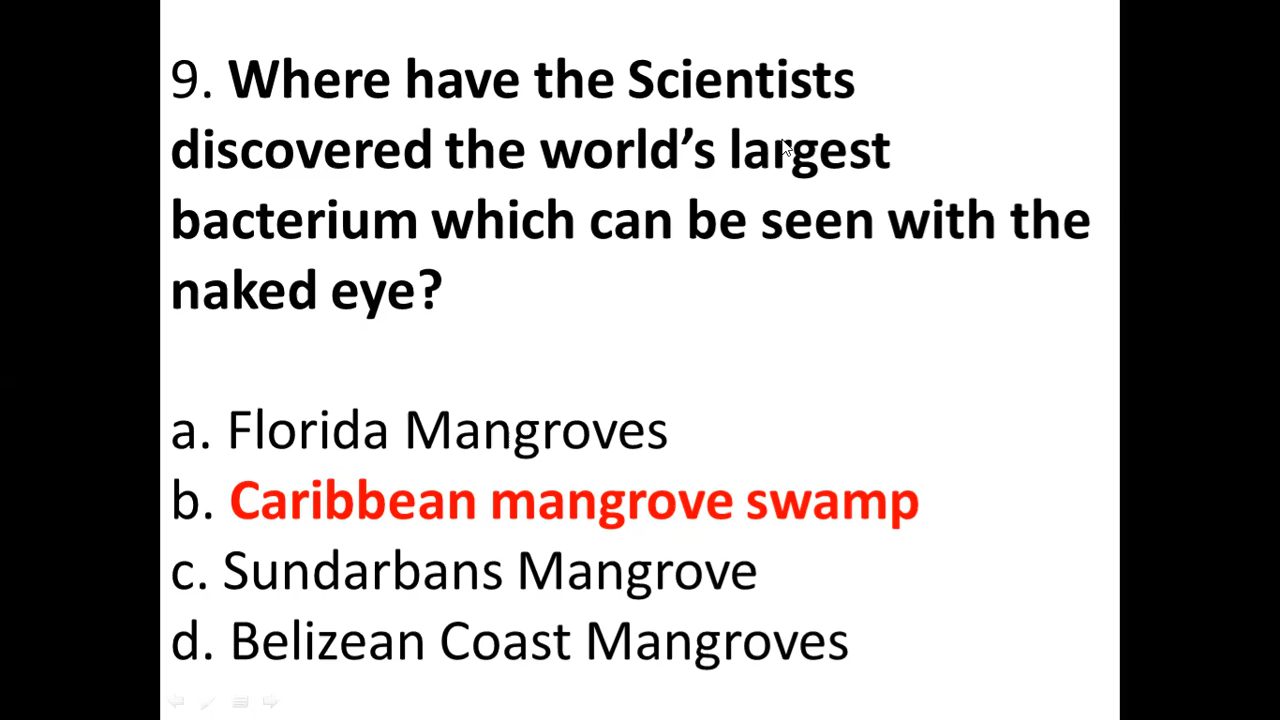 9. Where have the Scientists
discovered the world’s largest
bacterium which can be seen with the
naked eye?
a. Florida Mangroves
b. Caribbean mangrove swamp
c. Sundarbans Mangrove
d. Belizean Coast Mangroves